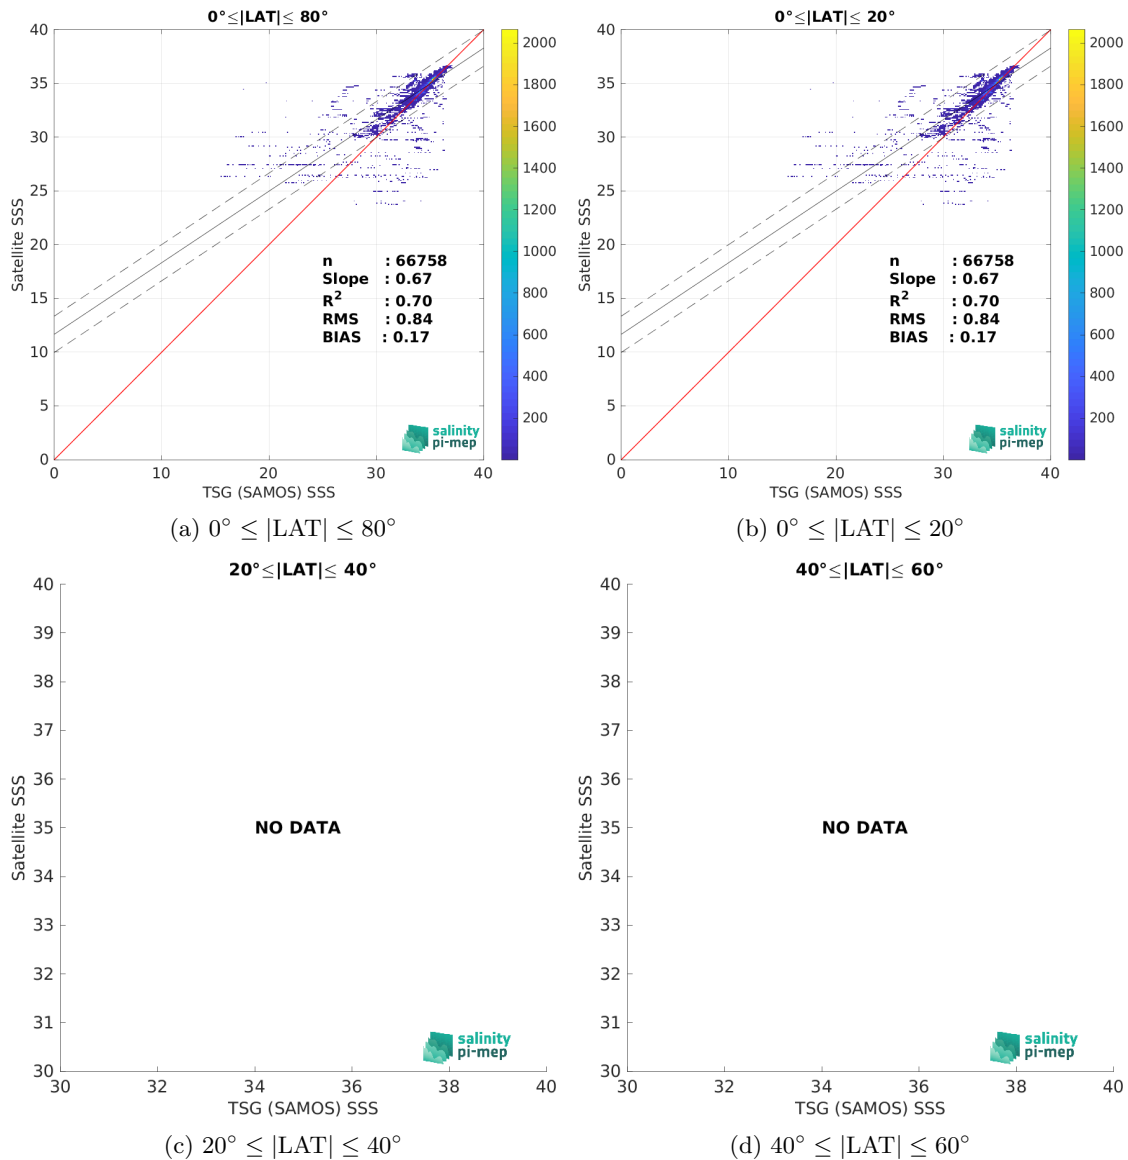 0°≤|LAT|≤ 80°
40
35
30
25
20
15
10
5
0
Satellite SSS
0
10
20
30
40
TSG (SAMOS) SSS
n : 66758
Slope : 0.67
R² : 0.70
RMS : 0.84
BIAS : 0.17
salinity
pi-mep
2000
1800
1600
1400
1200
1000
800
600
400
200
(a) 0° ≤ |LAT| ≤ 80°
0°≤|LAT|≤ 20°
40
35
30
25
20
15
10
5
0
Satellite SSS
0
10
20
30
40
TSG (SAMOS) SSS
n : 66758
Slope : 0.67
R² : 0.70
RMS : 0.84
BIAS : 0.17
salinity
pi-mep
2000
1800
1600
1400
1200
1000
800
600
400
200
(b) 0° ≤ |LAT| ≤ 20°
20°≤|LAT|≤ 40°
40
39
38
37
36
35
34
33
32
31
30
Satellite SSS
NO DATA
salinity
pi-mep
30
32
34
36
38
40
TSG (SAMOS) SSS
(c) 20° ≤ |LAT| ≤ 40°
40°≤|LAT|≤ 60°
40
39
38
37
36
35
34
33
32
31
30
Satellite SSS
NO DATA
salinity
pi-mep
30
32
34
36
38
40
TSG (SAMOS) SSS
(d) 40° ≤ |LAT| ≤ 60°